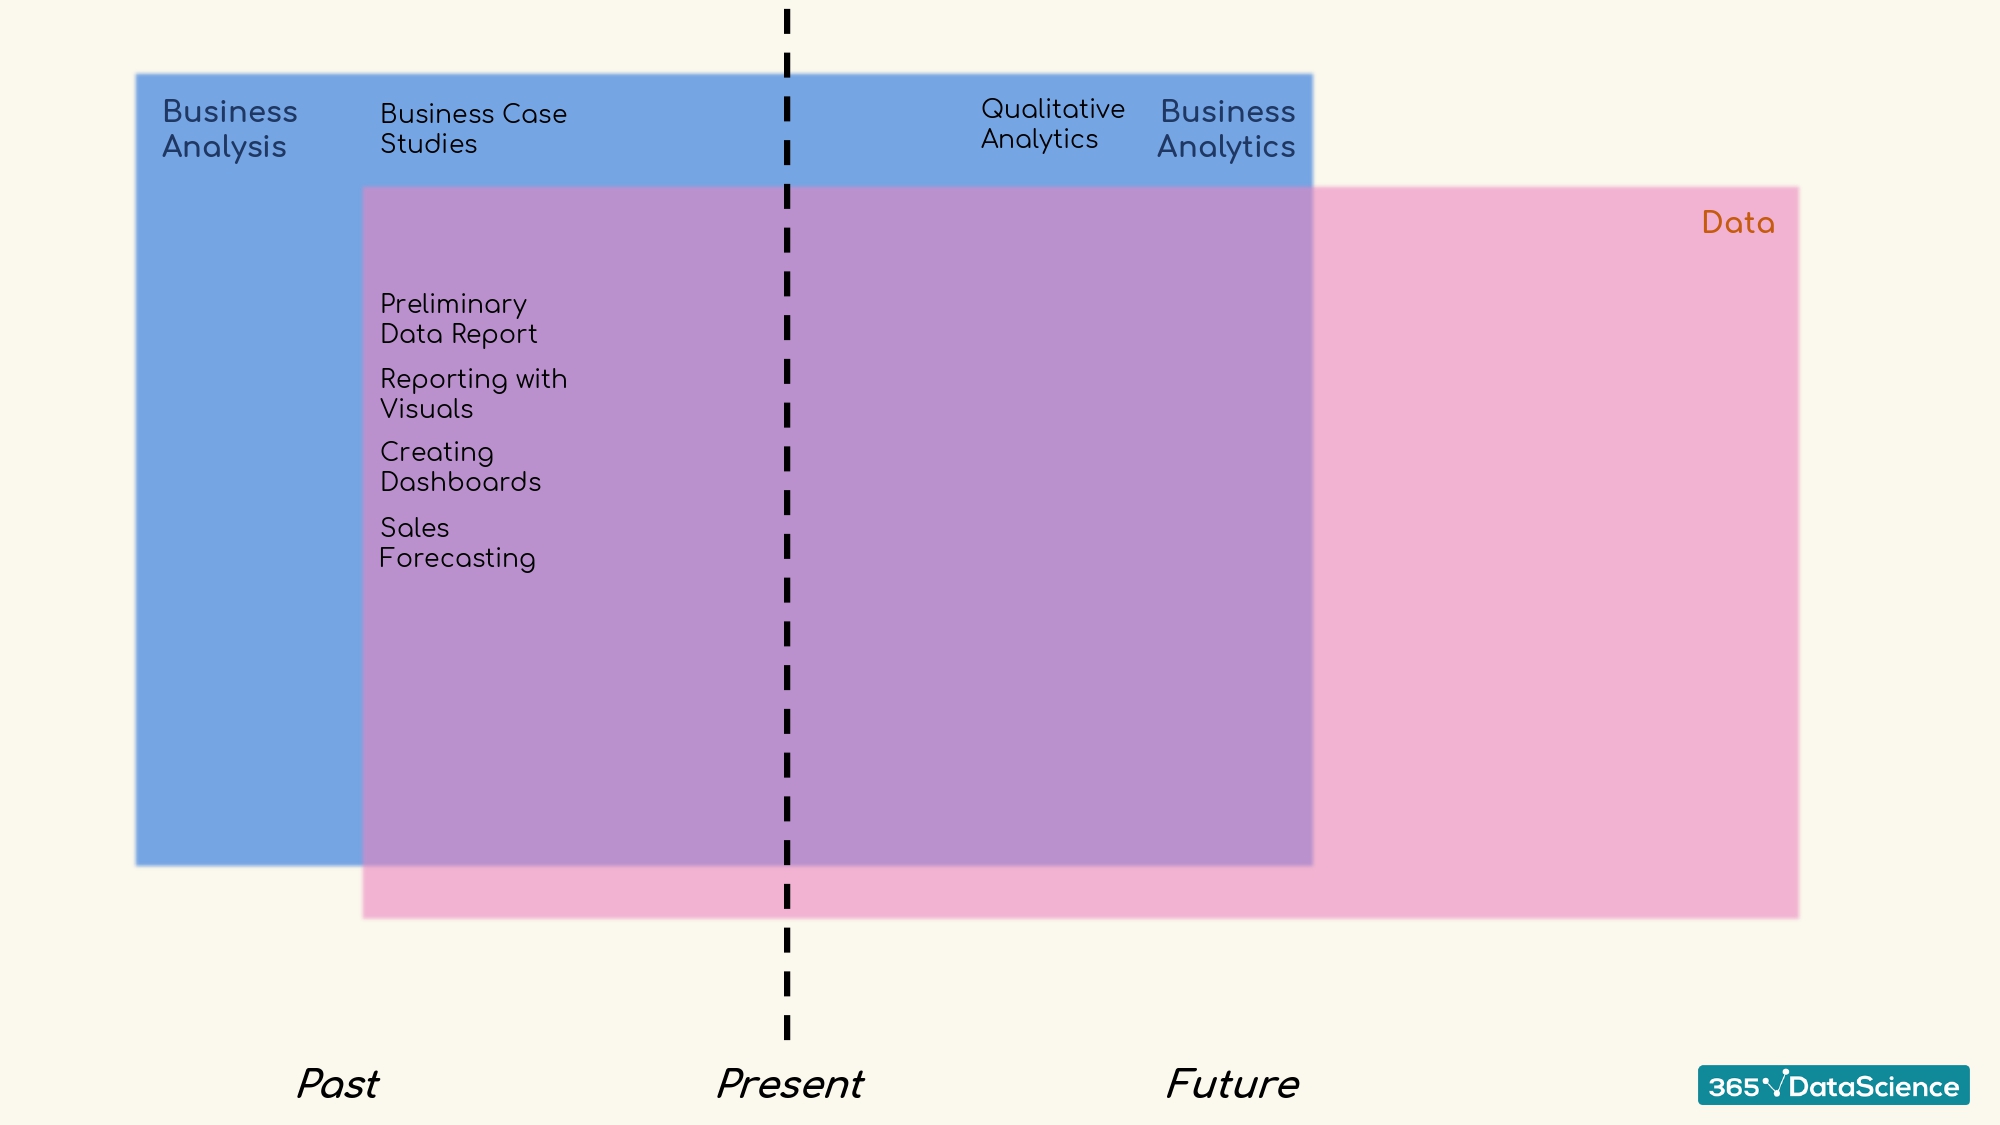 Business
Analysis
Business Case
Studies
Qualitative
Analytics
Business
Analytics
Data
Preliminary
Data Report
Reporting with
Visuals
Creating
Dashboards
Sales
Forecasting
Past
Present
Future
365 DataScience